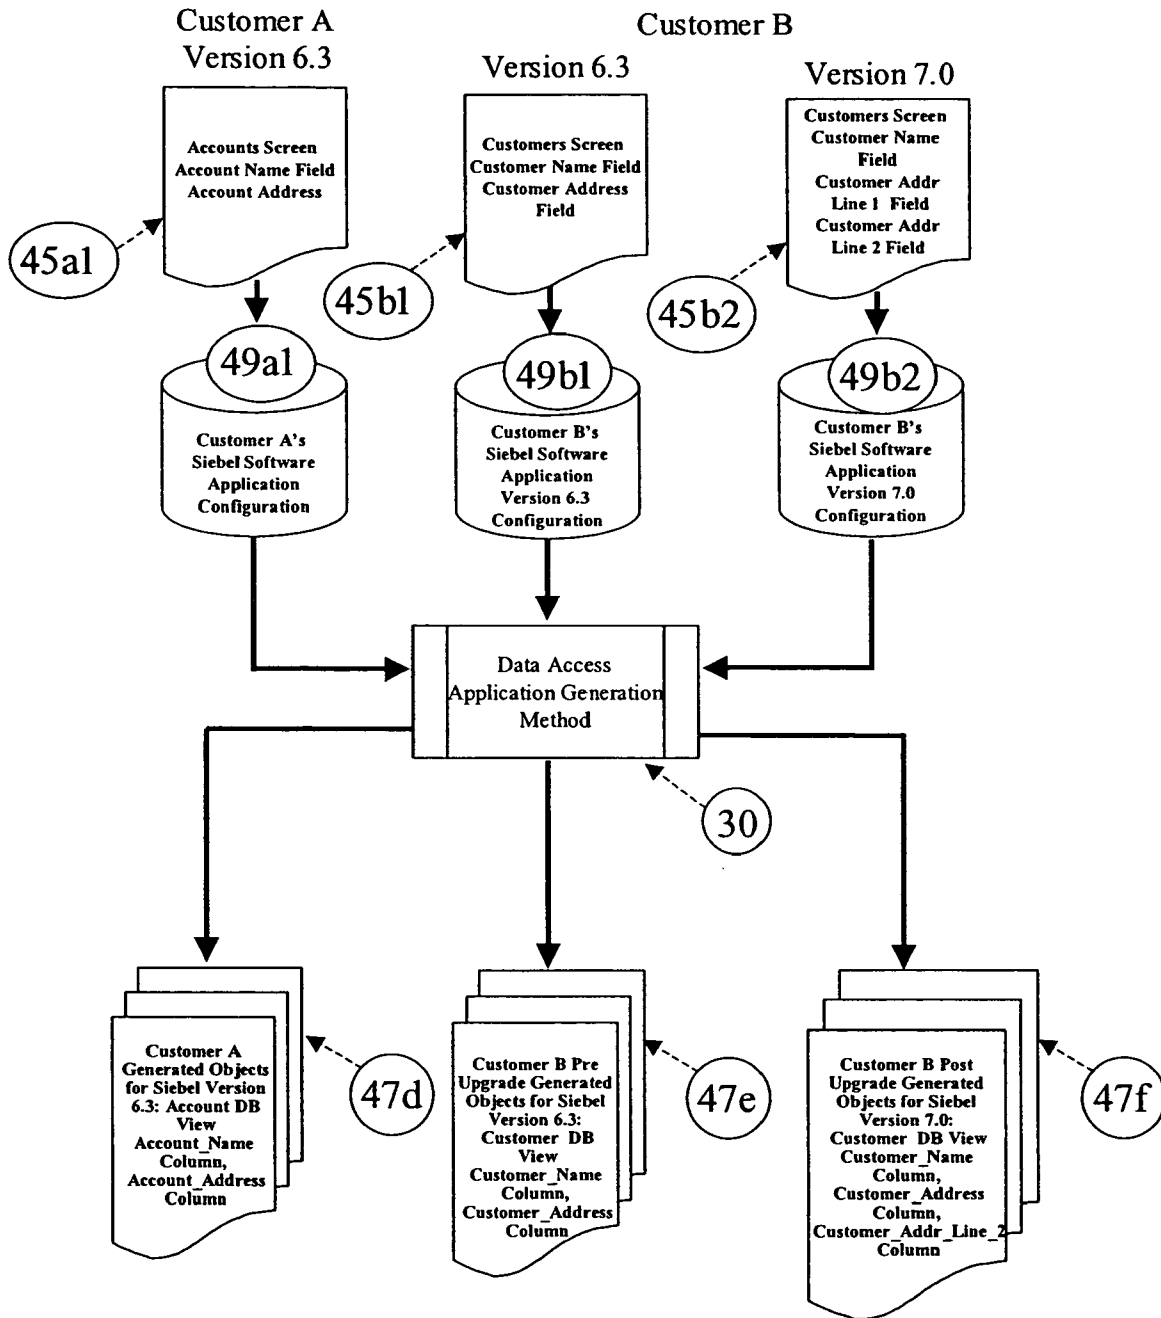 Customer A
Version 6.3
Customer B
Version 6.3
Version 7.0
Accounts Screen
Account Name Field
Account Address
Customers Screen
Customer Name Field
Customer Address
Field
Customers Screen
Customer Name
Field
Customer Addr
Line 1 Field
Customer Addr
Line 2 Field
45a1
45b1
45b2
49a1
49b1
49b2
Customer A's
Siebel Software
Application
Configuration
Customer B's
Siebel Software
Application
Version 6.3
Configuration
Customer B's
Siebel Software
Application
Version 7.0
Configuration
Data Access
Application Generation
Method
30
Customer A
Generated Objects
for Siebel Version
6.3: Account DB
View
Account_Name
Column,
Account_Address
Column
47d
Customer B Pre
Upgrade Generated
Objects for Siebel
Version 6.3:
Customer DB
View
Customer_Name
Column,
Customer_Address
Column
47e
Customer B Post
Upgrade Generated
Objects for Siebel
Version 7.0:
Customer DB View
Customer_Name
Column,
Customer_Address
Column,
Customer_Addr_Line_2
Column
47f